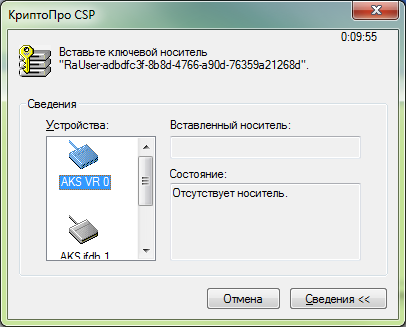 КриптоПро CSP
0:09:55
Вставьте ключевой носитель
"RaUser-adbdfc3f-8b8d-4766-a90d-76359a21268d".
Сведения
Устройства:
Вставленный носитель:
AKS VR 0
Состояние:
Отсутствует носитель.
AKS ifdh 1
Отмена
Сведения <<